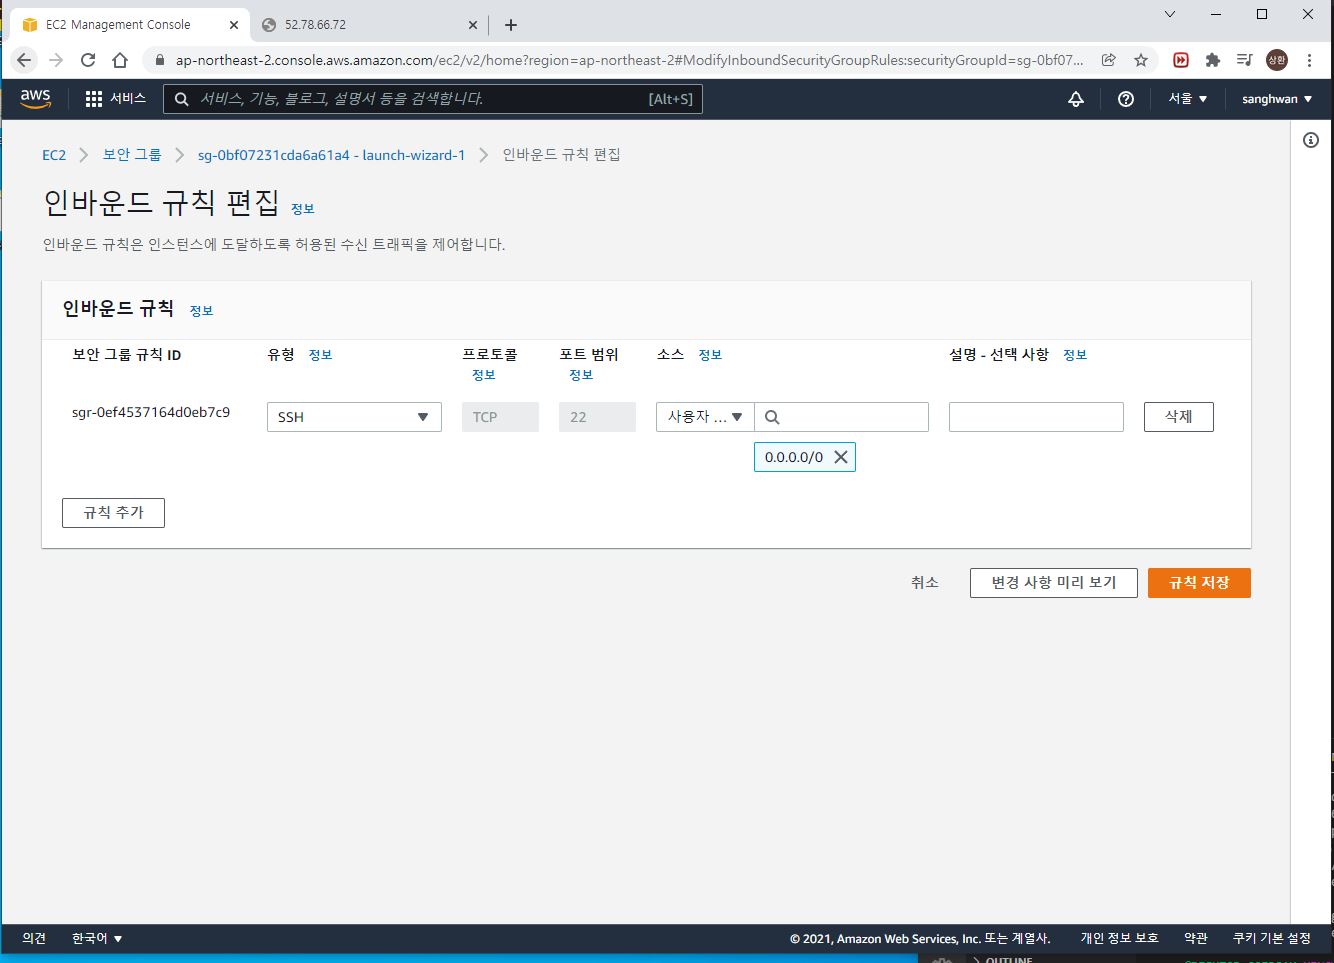 EC2 Management Console
52.78.66.72
ap-northeast-2.console.aws.amazon.com/ec2/v2/home?region=ap-northeast-2#ModifyInboundSecurityGroupRules:securityGroupId=sg-0bf07...
상환
aws
서비스
서비스, 기능, 블로그, 설명서 등을 검색합니다.
[Alt+S]
서울
sanghwan
EC2
보안 그룹
sg-0bf07231cda6a61a4 - launch-wizard-1
인바운드 규칙 편집
인바운드 규칙 편집 정보
인바운드 규칙은 인스턴스에 도달하도록 허용된 수신 트래픽을 제어합니다.
인바운드 규칙 정보
보안 그룹 규칙 ID
유형 정보
프로토콜
정보
포트 범위
정보
소스 정보
설명 - 선택 사항 정보
sgr-0ef4537164d0eb7c9
SSH
TCP
22
사용자 ...
삭제
0.0.0.0/0
규칙 추가
취소
변경 사항 미리 보기
규칙 저장
의견
한국어
© 2021, Amazon Web Services, Inc. 또는 계열사.
개인 정보 보호
약관
쿠키 기본 설정
OUTLINE